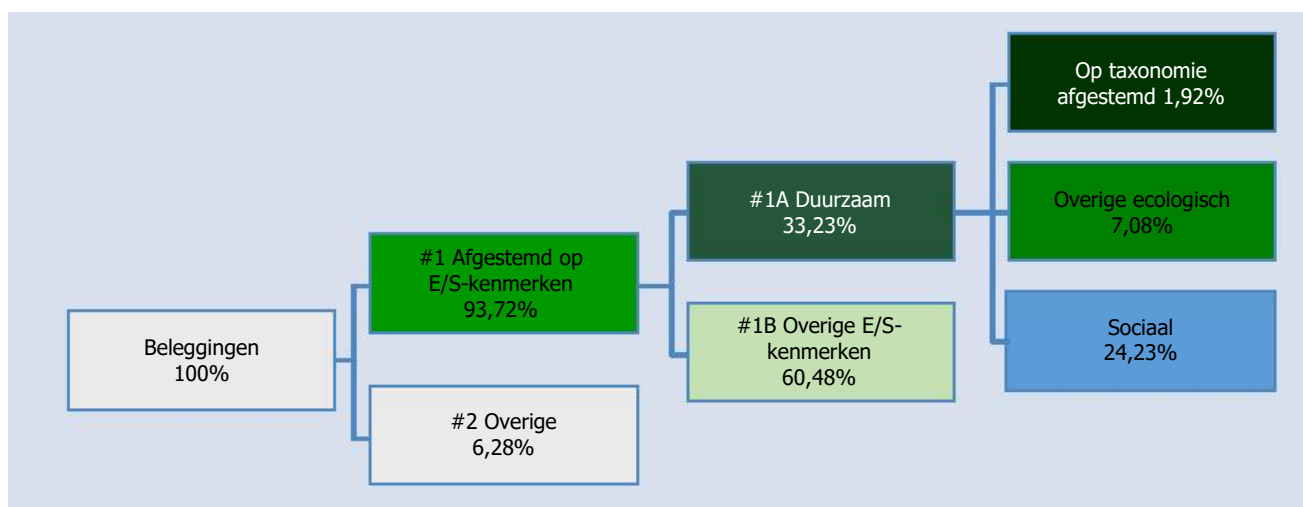 Beleggingen
100%
#1 Afgestemd op
E/S-kenmerken
93,72%
#2 Overige
6,28%
#1A Duurzaam
33,23%
#1B Overige E/S-
kenmerken
60,48%
Op taxonomie
afgestemd 1,92%
Overige ecologisch
7,08%
Sociaal
24,23%